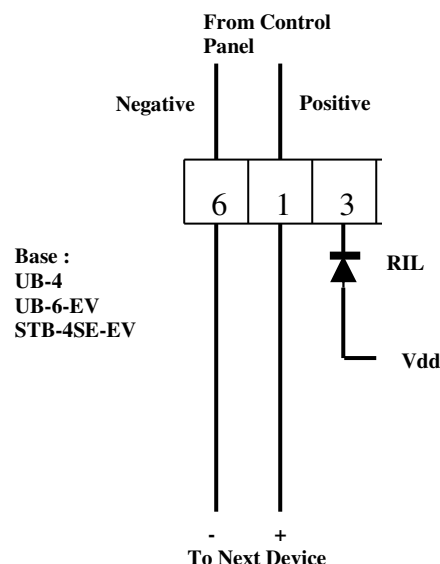 From Control
Panel
Negative
Positive
6
1
3
Base :
UB-4
UB-6-EV
STB-4SE-EV
RIL
Vdd
- +
To Next Device